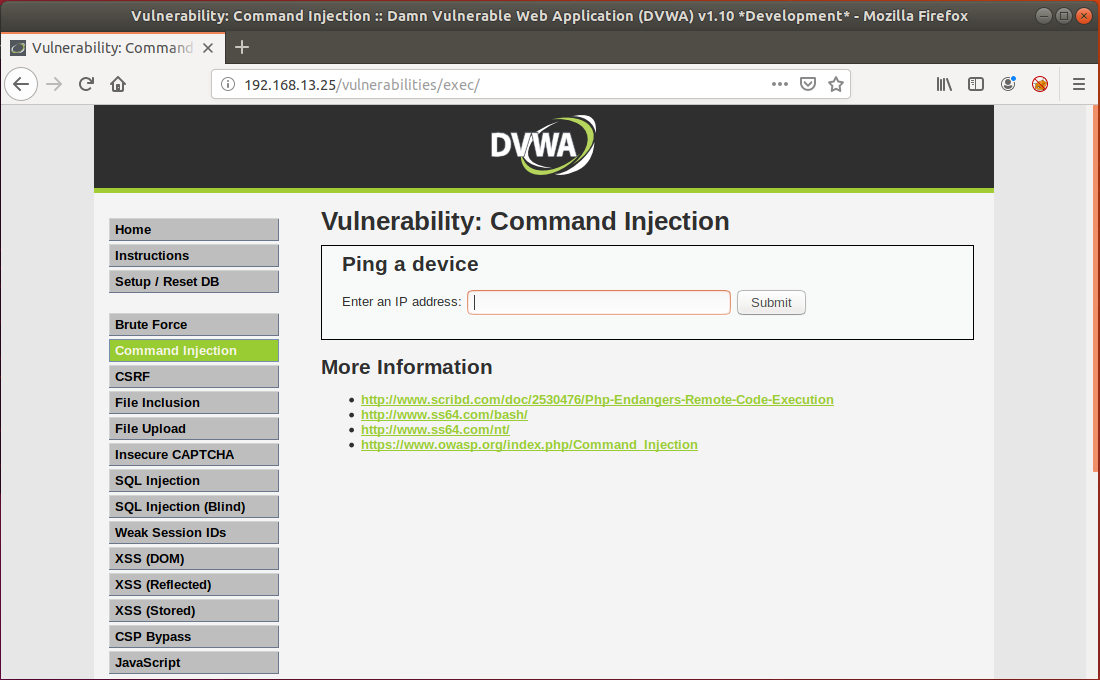 Vulnerability: Command Injection :: Damn Vulnerable Web Application (DVWA) v1.10 *Development* - Mozilla Firefox
Vulnerability: Command
192.168.13.25/vulnerabilities/exec/
DVWA
Home
Instructions
Setup / Reset DB
Brute Force
Command Injection
CSRF
File Inclusion
File Upload
Insecure CAPTCHA
SQL Injection
SQL Injection (Blind)
Weak Session IDs
XSS (DOM)
XSS (Reflected)
XSS (Stored)
CSP Bypass
JavaScript
Vulnerability: Command Injection
Ping a device
Enter an IP address: Submit
More Information
http://www.scribd.com/doc/2530476/Php-Endangers-Remote-Code-Execution
http://www.ss64.com/bash/
http://www.ss64.com/nt/
https://www.owasp.org/index.php/Command_Injection